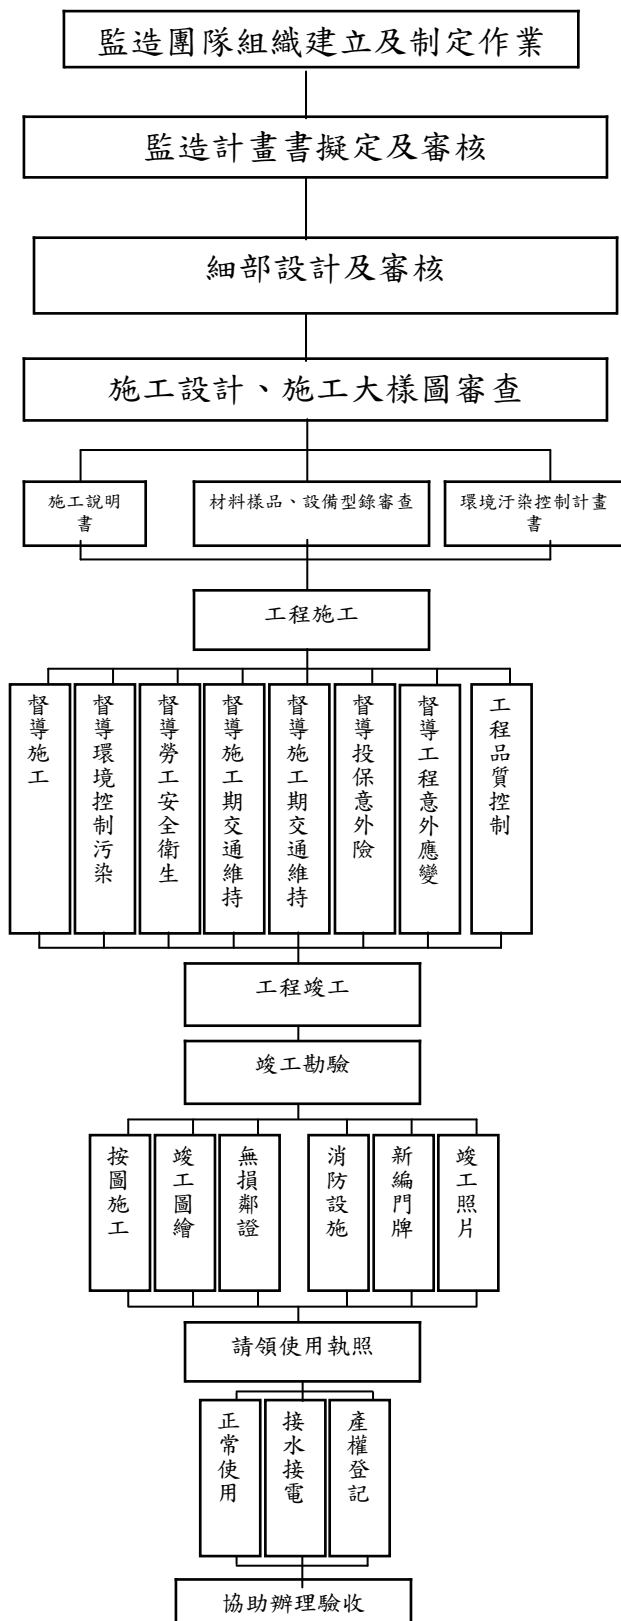 監造團隊組織建立及制定作業
監造計畫書擬定及審核
細部設計及審核
施工設計、施工大樣圖審查
施工說明
書
材料樣品、設備型錄審查
環境汙染控制計畫
書
工程施工
督導施工
督導環境控制污染
督導勞工安全衛生
督導施工期交通維持
督導施工期交通維持
督導投保意外險
督導工程意外應變
工程品質控制
工程竣工
竣工勘驗
按圖施工
竣工圖繪
無損鄰證
消防設施
新編門牌
竣工照片
請領使用執照
正常使用
接水接電
產權登記
協助辦理驗收